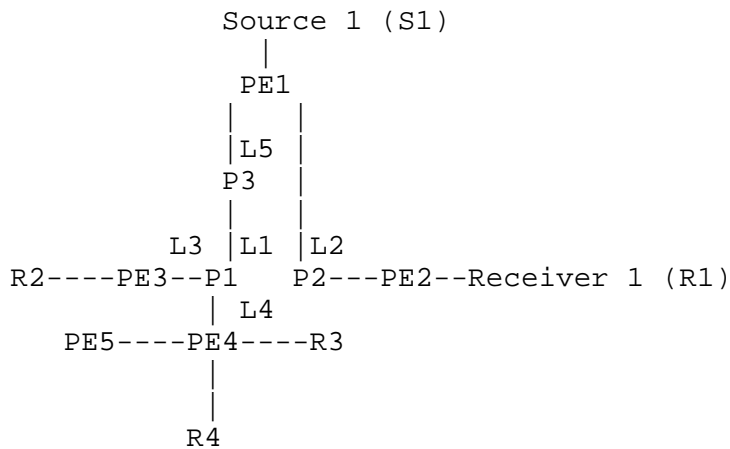 Source 1 (S1)
PE1
L5
P3
L3 L1 L2
R2----PE3--P1 P2---PE2--Receiver 1 (R1)
L4
PE5----PE4----R3
R4